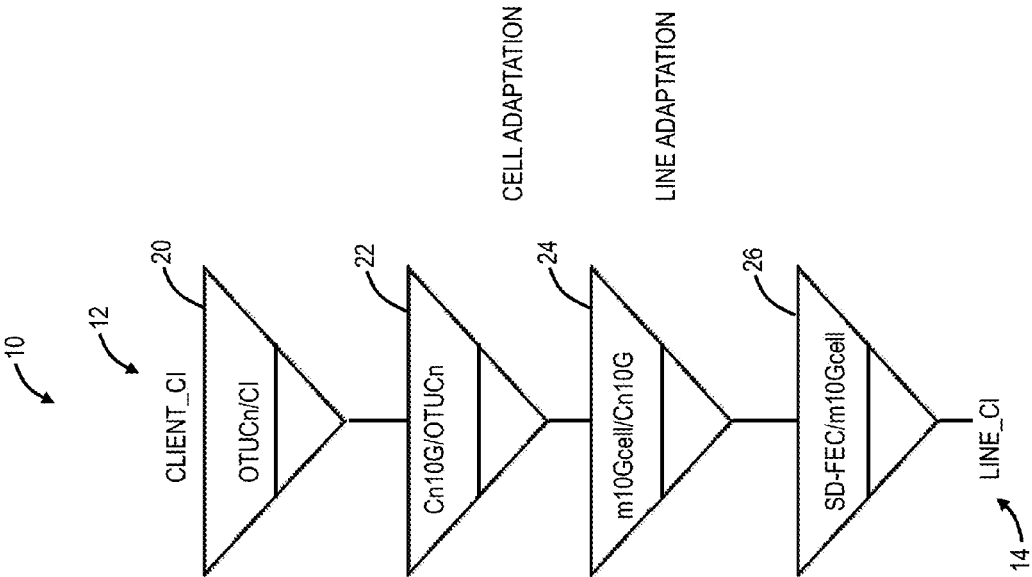 10
12
CLIENT_CI
20
OTUCn/CI
22
Cn10G/OTUCn
CELL ADAPTATION
24
m10Gcell/Cn10G
LINE ADAPTATION
26
SD-FEC/m10Gcell
LINE_CI
14